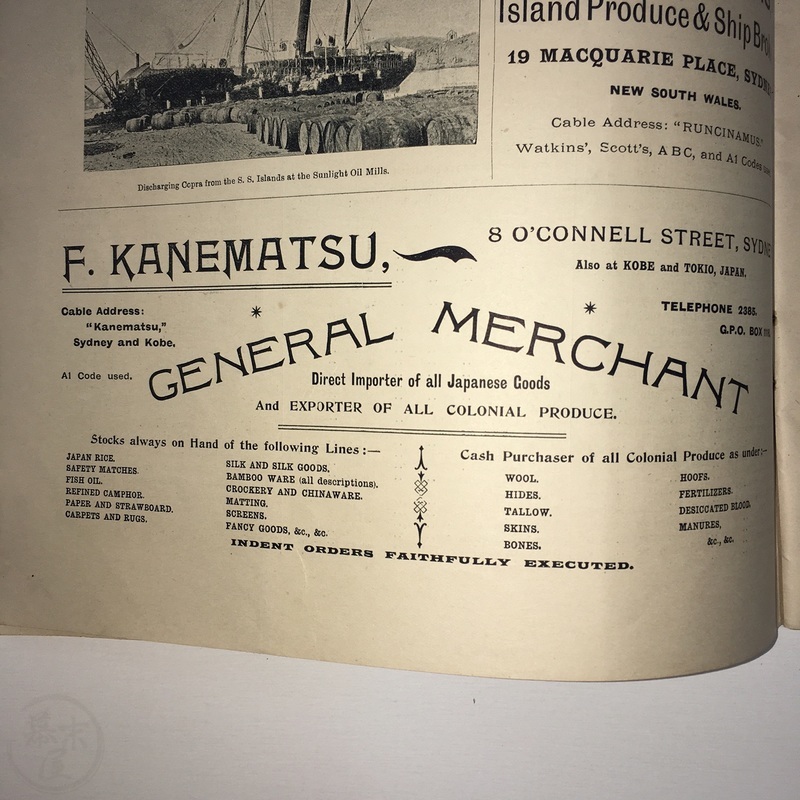 Island Produce & Ship
19 MACQUARIE PLACE,
NEW SOUTH WALES.
Cable Address: "RUNCINAMUS."
Watkins', Scott's, A B C, and A1 Codes
Discharging Copra from the S. S. Islands at the Sunlight Oil Mills.
F. KANEMATSU,
8 O'CONNELL STREET,
Also at KOBE and TOKIO, JAPAN.
Cable Address:
"Kanematsu,"
Sydney and Kobe.
A1 Code used.
TELEPHONE 2385.
G.P.O. BOX
GENERAL MERCHANT
Direct Importer of all Japanese Goods
And EXPORTER OF ALL COLONIAL PRODUCE.
Stocks always on Hand of the following Lines :—
JAPAN RICE.
SAFETY MATCHES.
FISH OIL.
REFINED CAMPHOR.
PAPER AND STRAWBOARD.
CARPETS AND RUGS.
SILK AND SILK GOODS.
BAMBOO WARE (all descriptions).
CROCKERY AND CHINAWARE.
MATTING.
SCREENS.
FANCY GOODS, &c., &c.
Cash Purchaser of all Colonial Produce as under:—
WOOL.
HIDES.
TALLOW.
SKINS.
BONES.
HOOFS.
FERTILIZERS.
DESICCATED BLOOD.
MANURES,
&c., &c.
INDENT ORDERS FAITHFULLY EXECUTED.
幕末屋